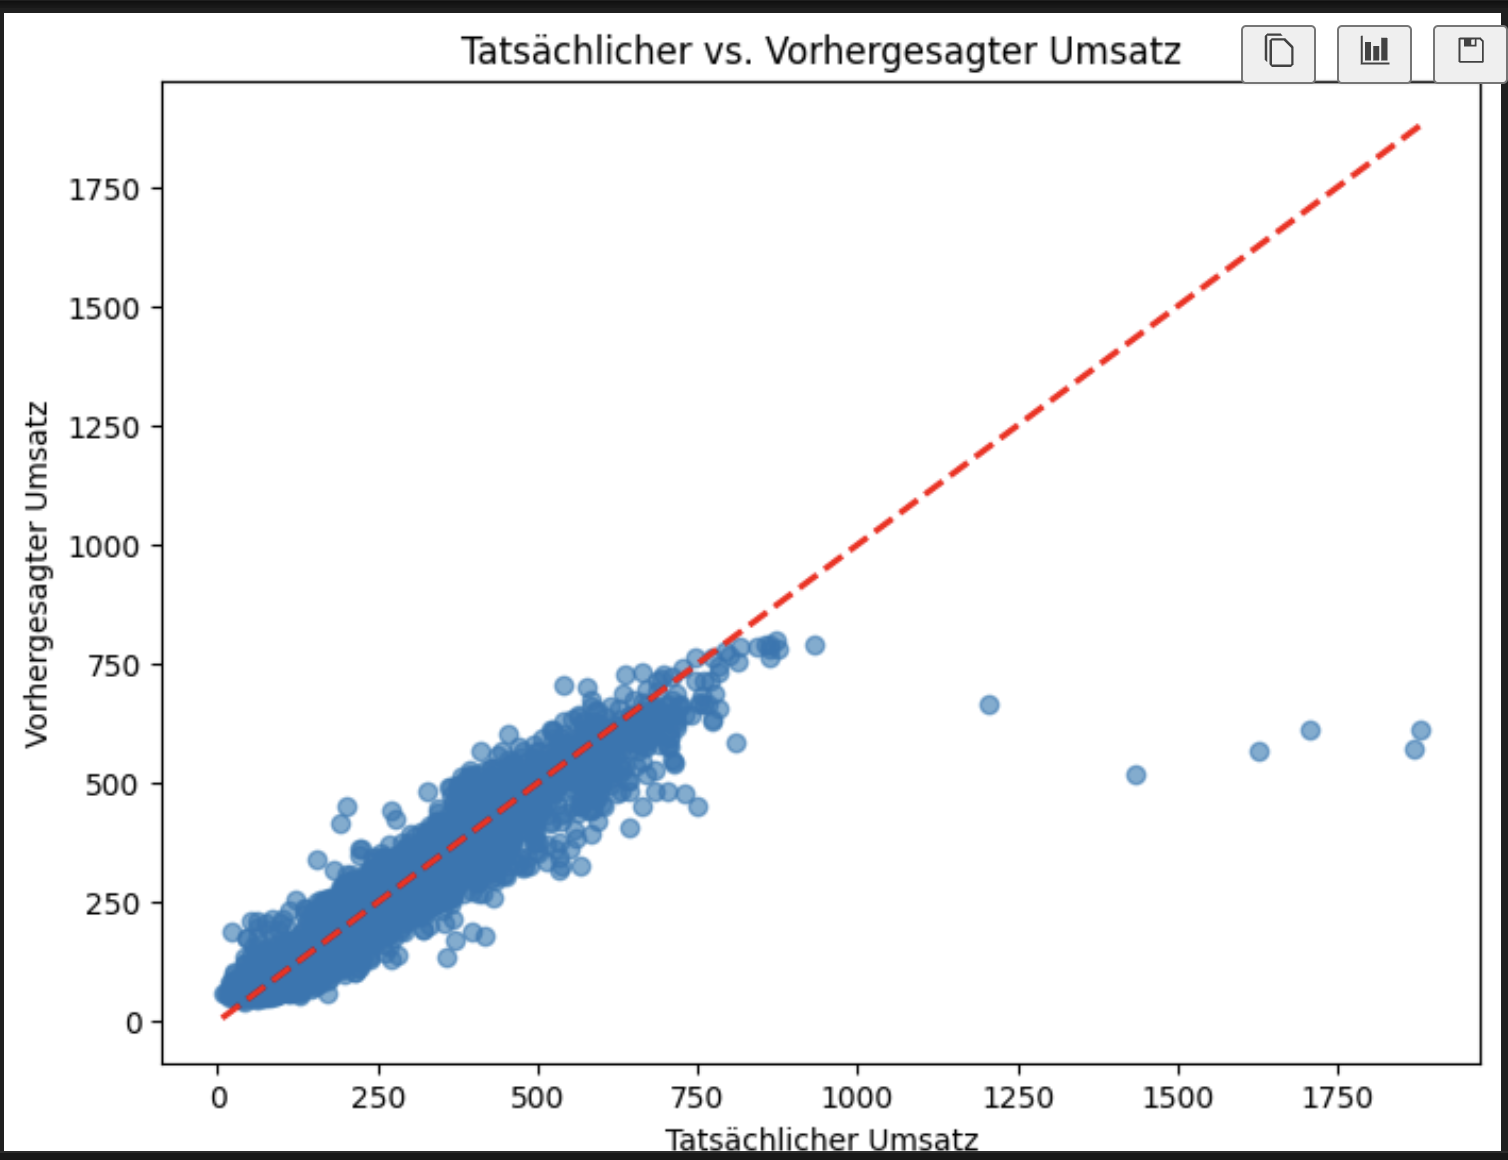 Tatsächlicher vs. Vorhergesagter Umsatz
1750
1500
1250
1000
750
500
250
0
Vorhergesagter Umsatz
0 250 500 750 1000 1250 1500 1750
Tatsächlicher Umsatz